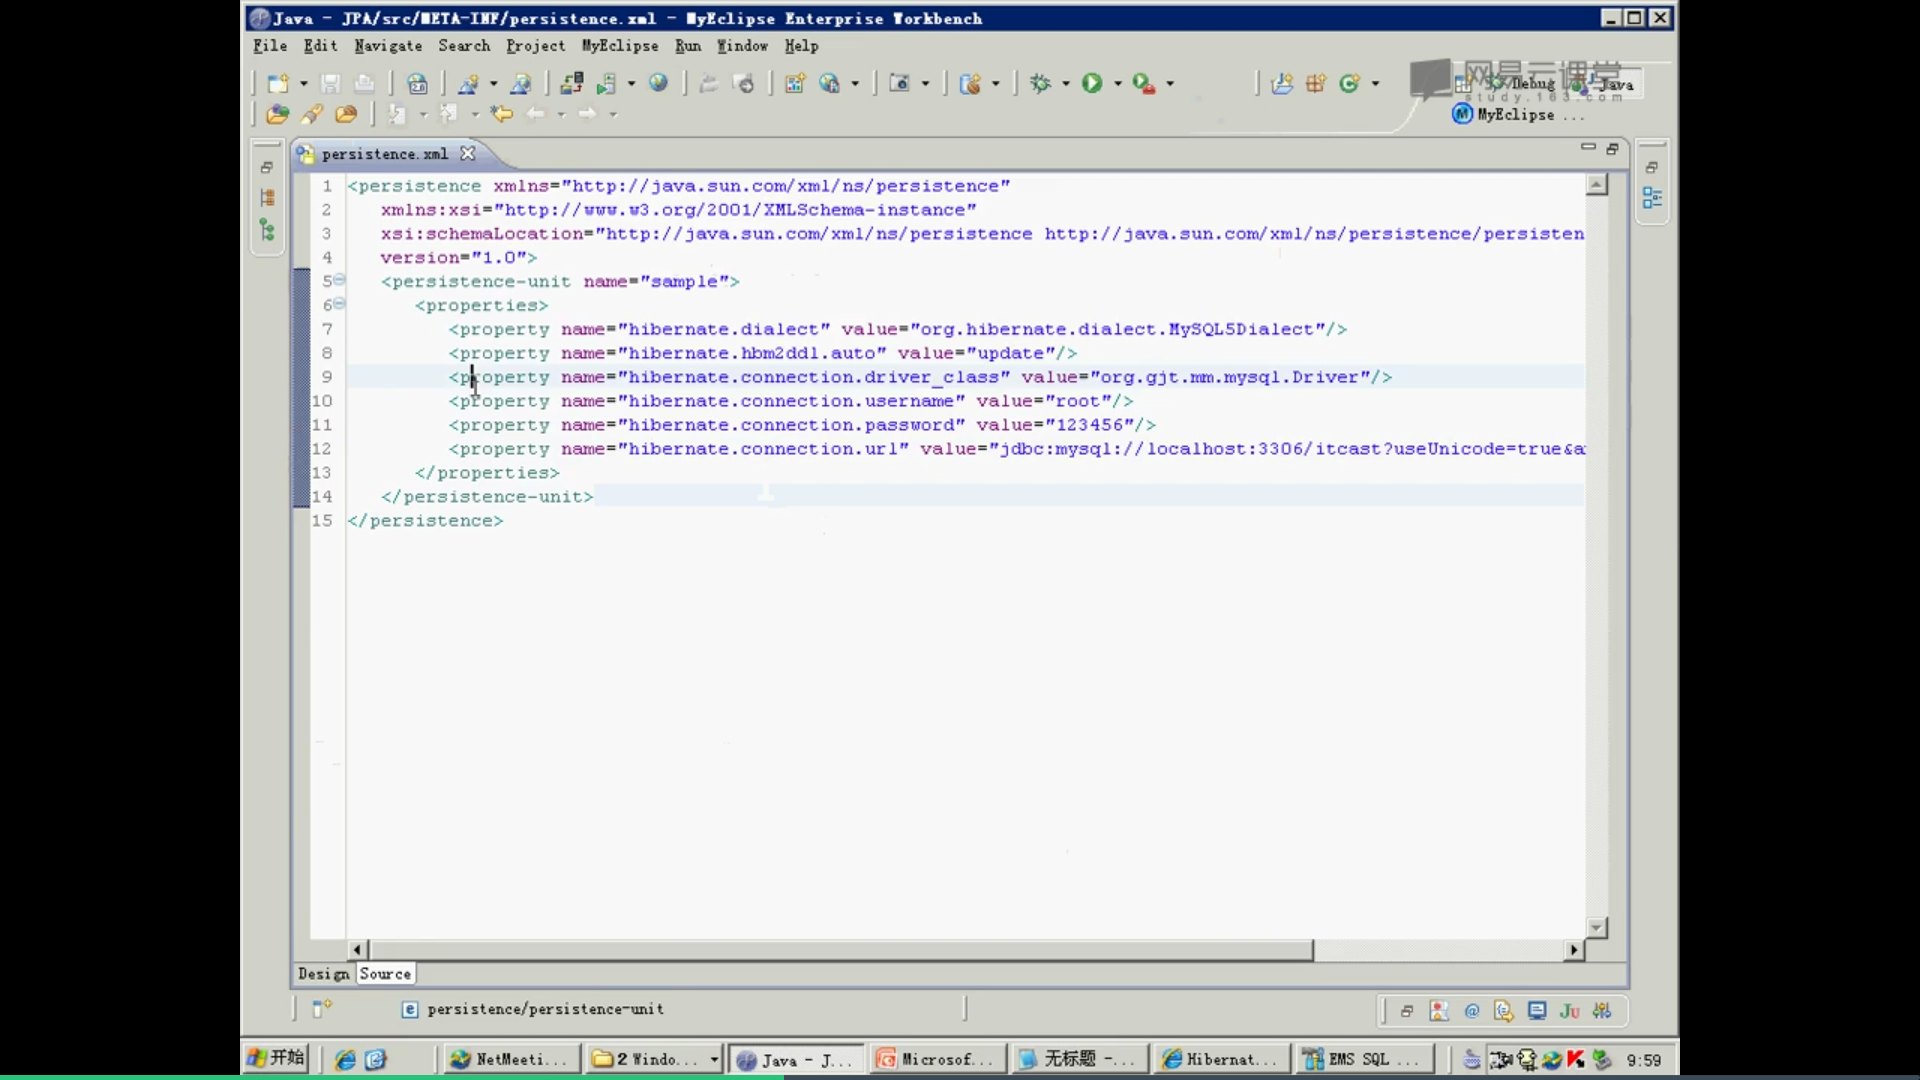 Java - JPA/src/META-INF/persistence.xml - MyEclipse Enterprise Workbench
File Edit Navigate Search Project MyEclipse Run Window Help
网易云课堂
study.163.com
Debug
Java
MyEclipse ...
persistence.xml
1 <persistence xmlns="http://java.sun.com/xml/ns/persistence"
2 xmlns:xsi="http://www.w3.org/2001/XMLSchema-instance"
3 xsi:schemaLocation="http://java.sun.com/xml/ns/persistence http://java.sun.com/xml/ns/persistence/persisten
4 version="1.0">
5 <persistence-unit name="sample">
6 <properties>
7 <property name="hibernate.dialect" value="org.hibernate.dialect.MySQL5Dialect"/>
8 <property name="hibernate.hbm2ddl.auto" value="update"/>
9 <property name="hibernate.connection.driver_class" value="org.gjt.mm.mysql.Driver"/>
10 <property name="hibernate.connection.username" value="root"/>
11 <property name="hibernate.connection.password" value="123456"/>
12 <property name="hibernate.connection.url" value="jdbc:mysql://localhost:3306/itcast?useUnicode=true&a
13 </properties>
14 </persistence-unit>
15 </persistence>
Design Source
persistence/persistence-unit
开始 NetMeeti... 2 Windo... Java - J... Microsof... 无标题 -... Hibernat... EMS SQL ... 9:59